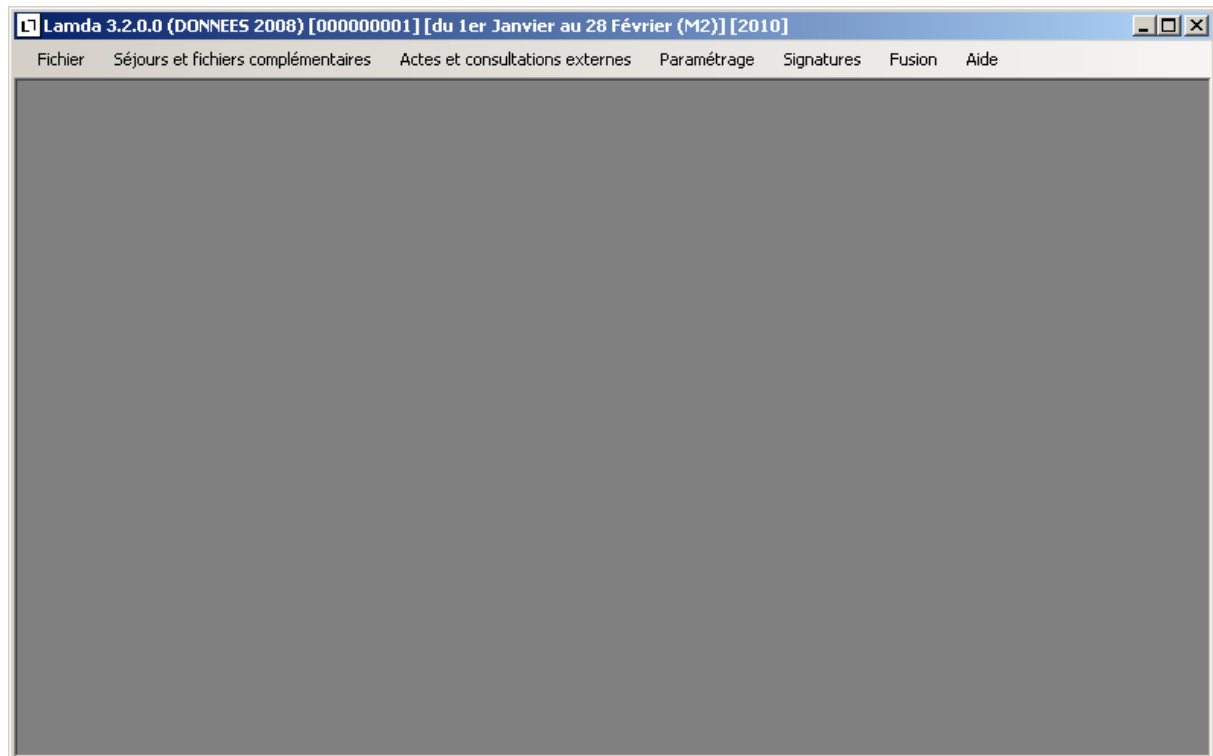 Lamda 3.2.0.0 (DONNEES 2008) [000000001] [du 1er Janvier au 28 Février (M2)] [2010]
Fichier Séjours et fichiers complémentaires Actes et consultations externes Paramétrage Signatures Fusion Aide